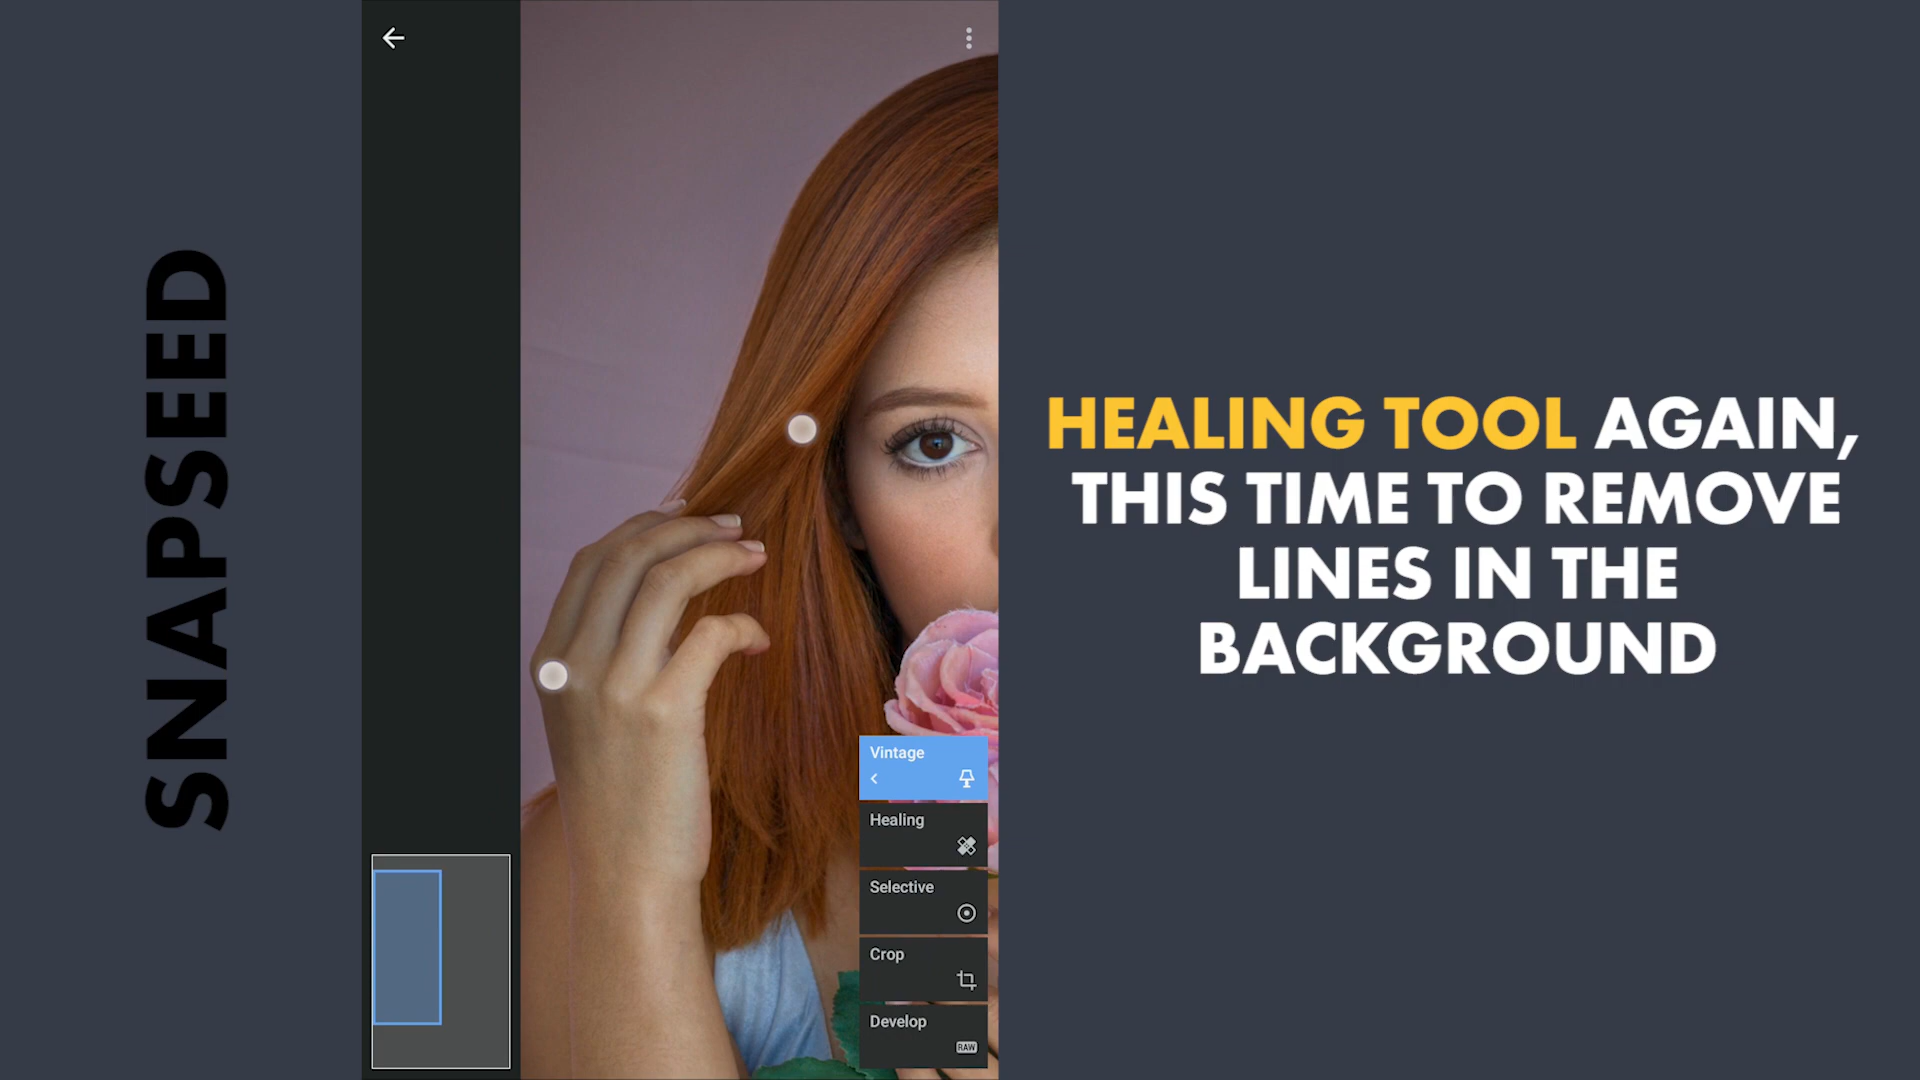 SNAPSEED
HEALING TOOL AGAIN,
THIS TIME TO REMOVE
LINES IN THE
BACKGROUND
Vintage
Healing
Selective
Crop
Develop
RAW